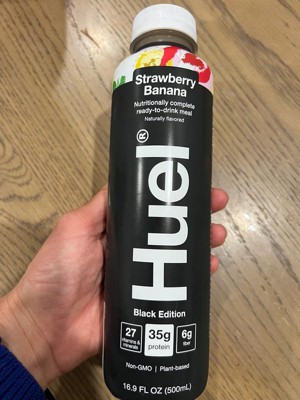 Strawberry
Banana
Nutritionally complete
ready-to-drink meal
Naturally flavored
Huel®
Black Edition
27
vitamins &
minerals
35g
protein
6g
fiber
Non-GMO | Plant-based
16.9 FL OZ (500mL)